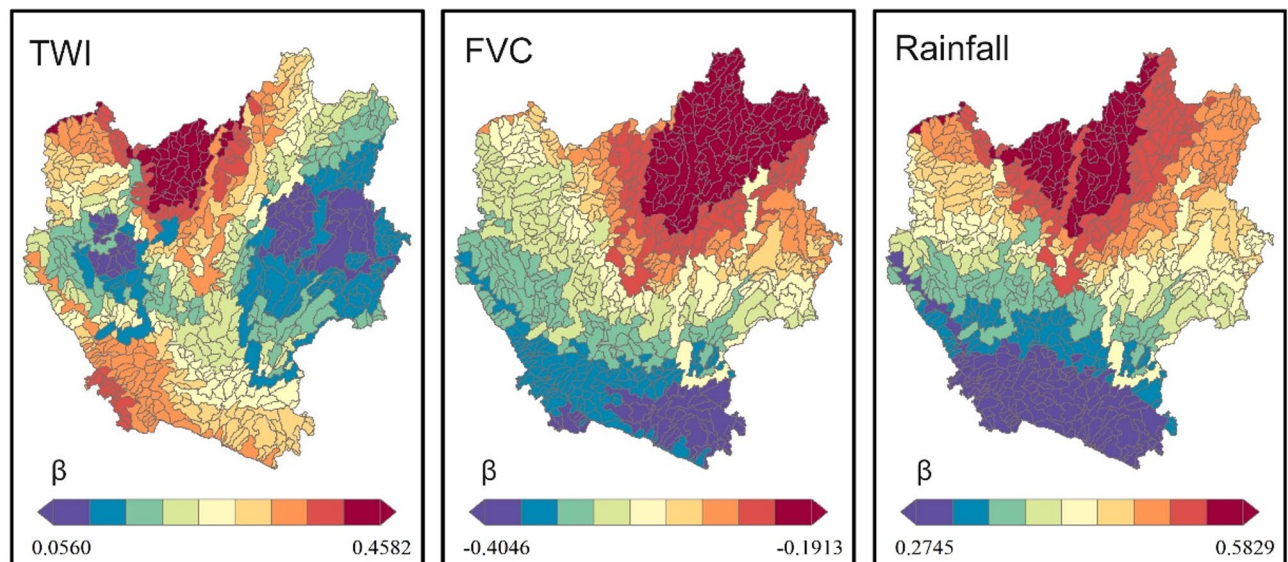 TWI
β
0.0560 0.4582
FVC
-0.4046 -0.1913
Rainfall
β
0.2745 0.5829